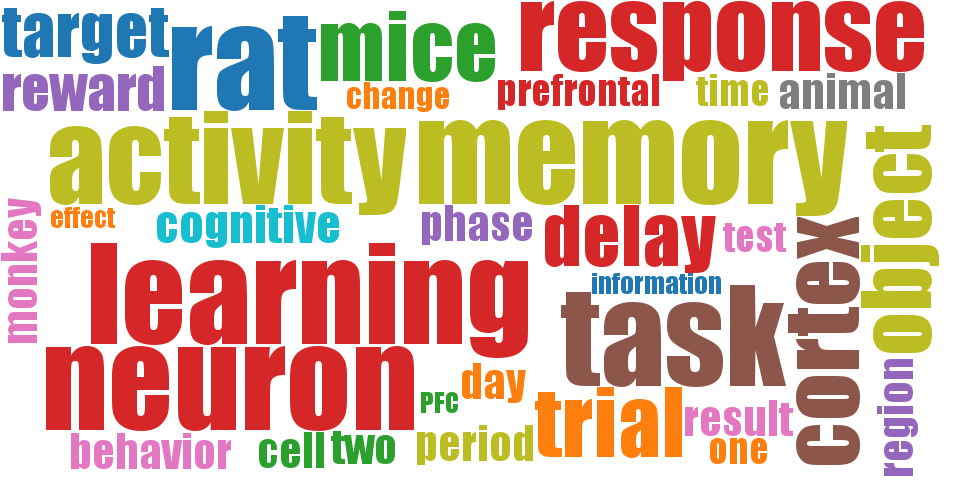 target
rat
mice
response
reward
change
prefrontal
time
animal
activity
memory
object
monkey
effect
cognitive
phase
delay
test
cortex
learning
information
task
neuron
day
PFC
trial
result
region
behavior
cell
two
period
one